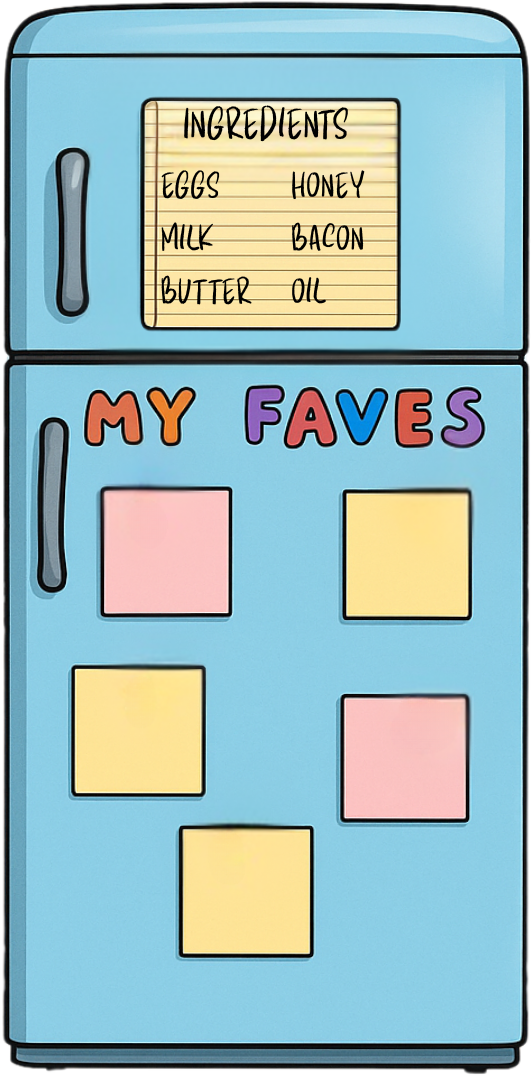 INGREDIENTS
EGGS HONEY
MILK BACON
BUTTER OIL
MY FAVES